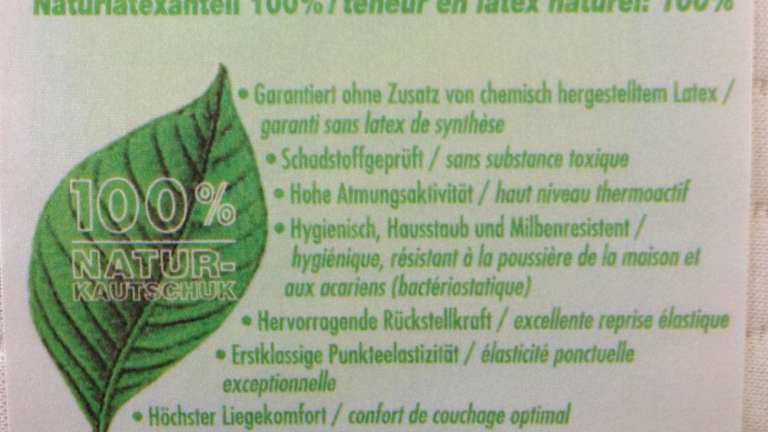 Naturlatexanteil 100% / teneur en latex naturel: 100%
• Garantiert ohne Zusatz von chemisch hergestelltem Latex /
garanti sans latex de synthèse
• Schadstoffgeprüft / sans substance toxique
• Hohe Atmungsaktivität / haut niveau thermoactif
• Hygienisch, Hausstaub und Milbenresistent /
hygiénique, résistant à la poussière de la maison et
aux acariens (bactériostatique)
• Hervorragende Rückstellkraft / excellente reprise élastique
• Erstklassige Punkteelastizität / élasticité ponctuelle
exceptionnelle
• Höchster Liegekomfort / confort de couchage optimal
100%
NATUR-
KAUTSCHUK